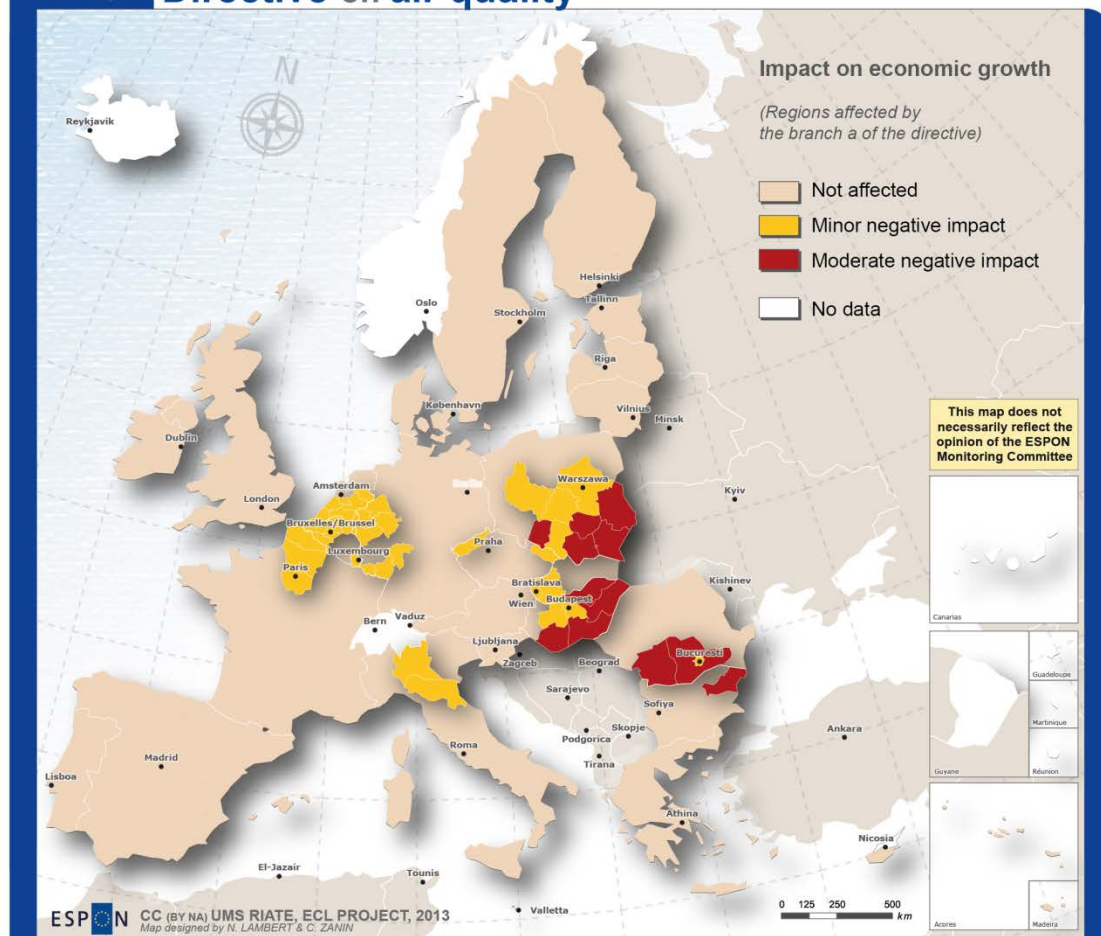 Directive on air quality
Impact on economic growth
(Regions affected by
the branch a of the directive)
Not affected
Minor negative impact
Moderate negative impact
No data
N
Reykjavik
Oslo
Helsinki
Tallinn
Stockholm
Riga
København
Vilnius
Minsk
Dublin
London
Amsterdam
Berlin
Warszawa
Kyiv
Bruxelles/Brussel
Luxembourg
Paris
Praha
Bratislava
Wien
Budapest
Kishinev
Bern
Vaduz
Ljubljana
Zagreb
Beograd
Bucuresti
Sarajevo
Sofiya
Podgorica
Skopje
Tirana
Madrid
Lisboa
Roma
Ankara
Athina
Nicosia
El-Jazair
Tounis
Valletta
This map does not
necessarily reflect the
opinion of the ESPON
Monitoring Committee
Canarias
Guadeloupe
Martinique
Guyane
Réunion
Acores
Madeira
0 125 250 500
km
ESPON
CC (BY NA) UMS RIATE, ECL PROJECT, 2013
Map designed by N. LAMBERT & C. ZANIN